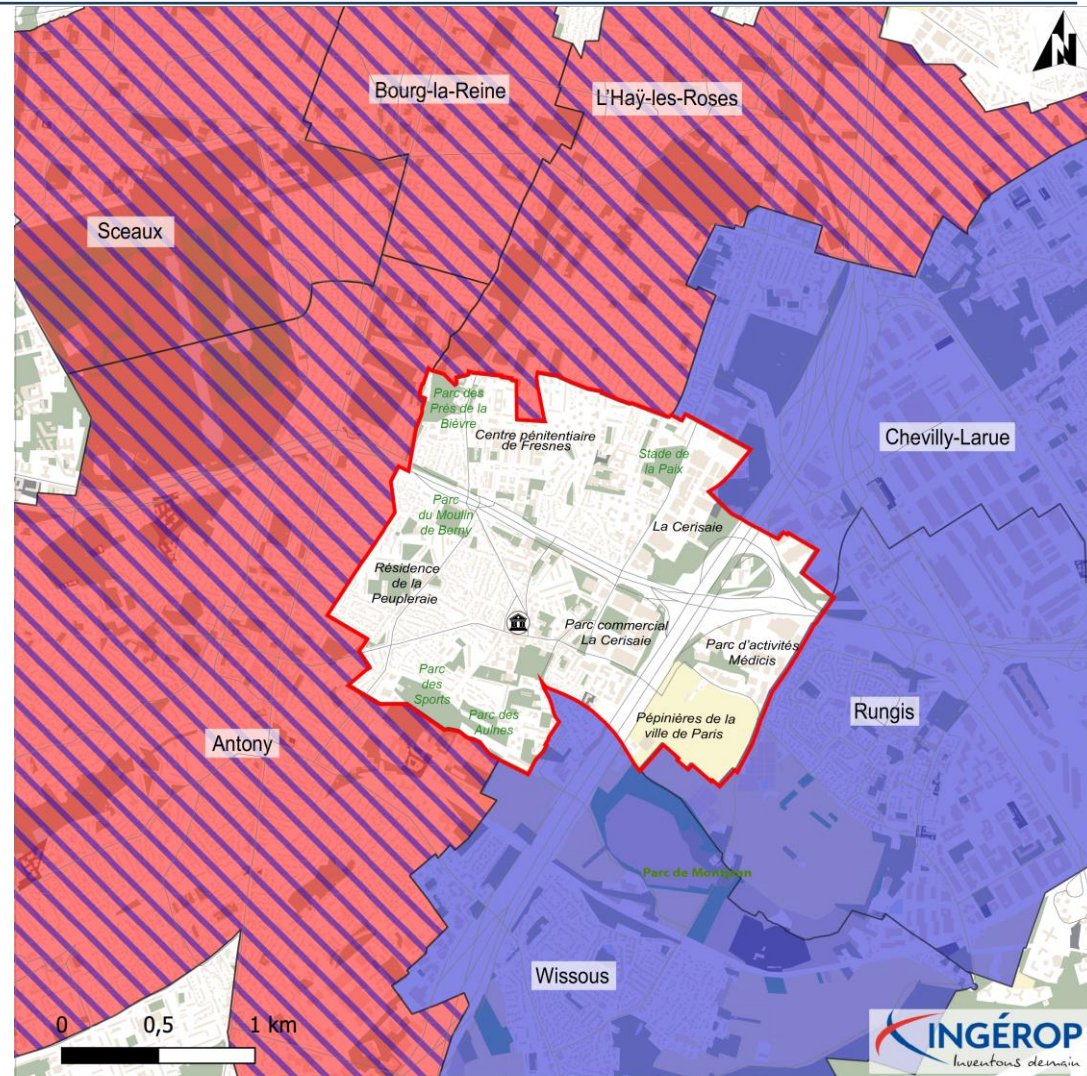 N
Bourg-la-Reine
L'Haÿ-les-Roses
Sceaux
Parc des
Prés de la
Bièvre
Centre pénitentiaire
de Fresnes
Stade de
la Paix
Chevilly-Larue
Parc
du Moulin
de Berny
La Cerisaie
Résidence
de la
Peupleraie
Parc commercial
La Cerisaie
Parc d'activités
Médicis
Parc
des
Sports
Parc des
Aulnes
Pépinières de la
ville de Paris
Rungis
Antony
Parc de Montjean
Wissous
0 0,5 1 km
INGÉROP
Inventons demain